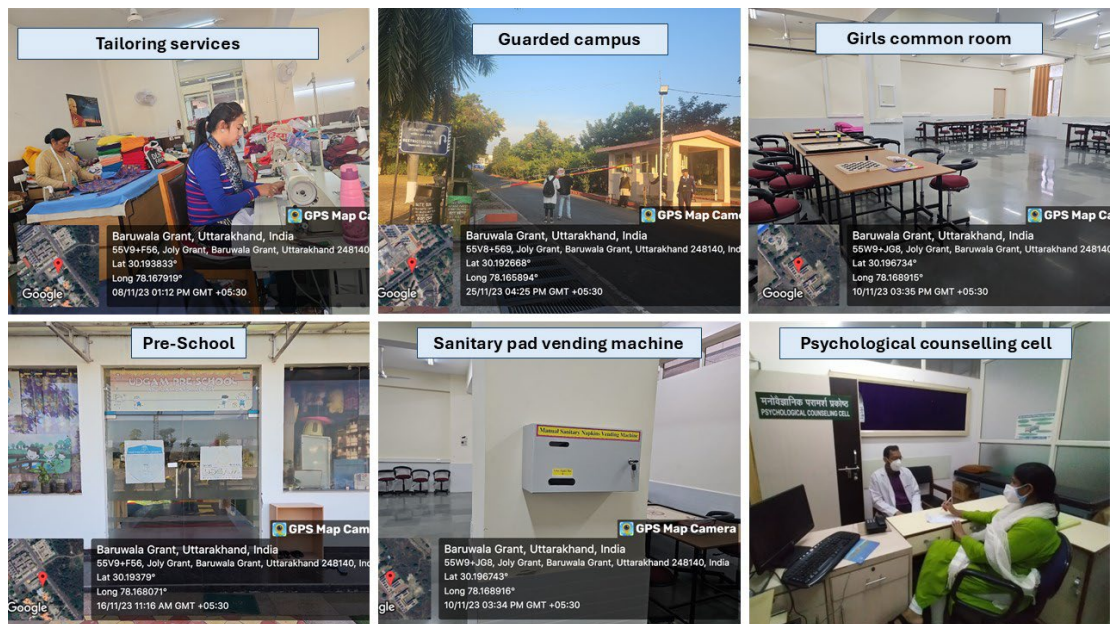 Tailoring services
GPS Map Ca
Baruwala Grant, Uttarakhand, India
55V9+F56, Joly Grant, Baruwala Grant, Uttarakhand 248140
Lat 30.193833°
Long 78.167919°
08/11/23 01:12 PM GMT +05:30
Google
Guarded campus
GPS Map Came
Baruwala Grant, Uttarakhand, India
55V8+569, Joly Grant, Baruwala Grant, Uttarakhand 248140, Ind
Lat 30.192668°
Long 78.165894°
25/11/23 04:25 PM GMT +05:30
Google
Girls common room
GPS Map C
Baruwala Grant, Uttarakhand, India
55W9+JG8, Joly Grant, Baruwala Grant, Uttarakhand 248140
Lat 30.196734°
Long 78.168915°
10/11/23 03:35 PM GMT +05:30
Google
Pre-School
UDGAM PRE-SCHOOL
GPS Map Cam
Baruwala Grant, Uttarakhand, India
55V9+F56, Joly Grant, Baruwala Grant, Uttarakhand 248140, Ind
Lat 30.19379°
Long 78.168071°
16/11/23 11:16 AM GMT +05:30
Google
Sanitary pad vending machine
Manual Sanitary Napkins Vending Machine
GPS Map Camera
Baruwala Grant, Uttarakhand, India
55W9+JG8, Joly Grant, Baruwala Grant, Uttarakhand 248140, India
Lat 30.196743°
Long 78.168916°
10/11/23 03:34 PM GMT +05:30
oogle
Psychological counselling cell
मनोवैज्ञानिक परामर्श प्रकोष्ठ
PSYCHOLOGICAL COUNSELING CELL